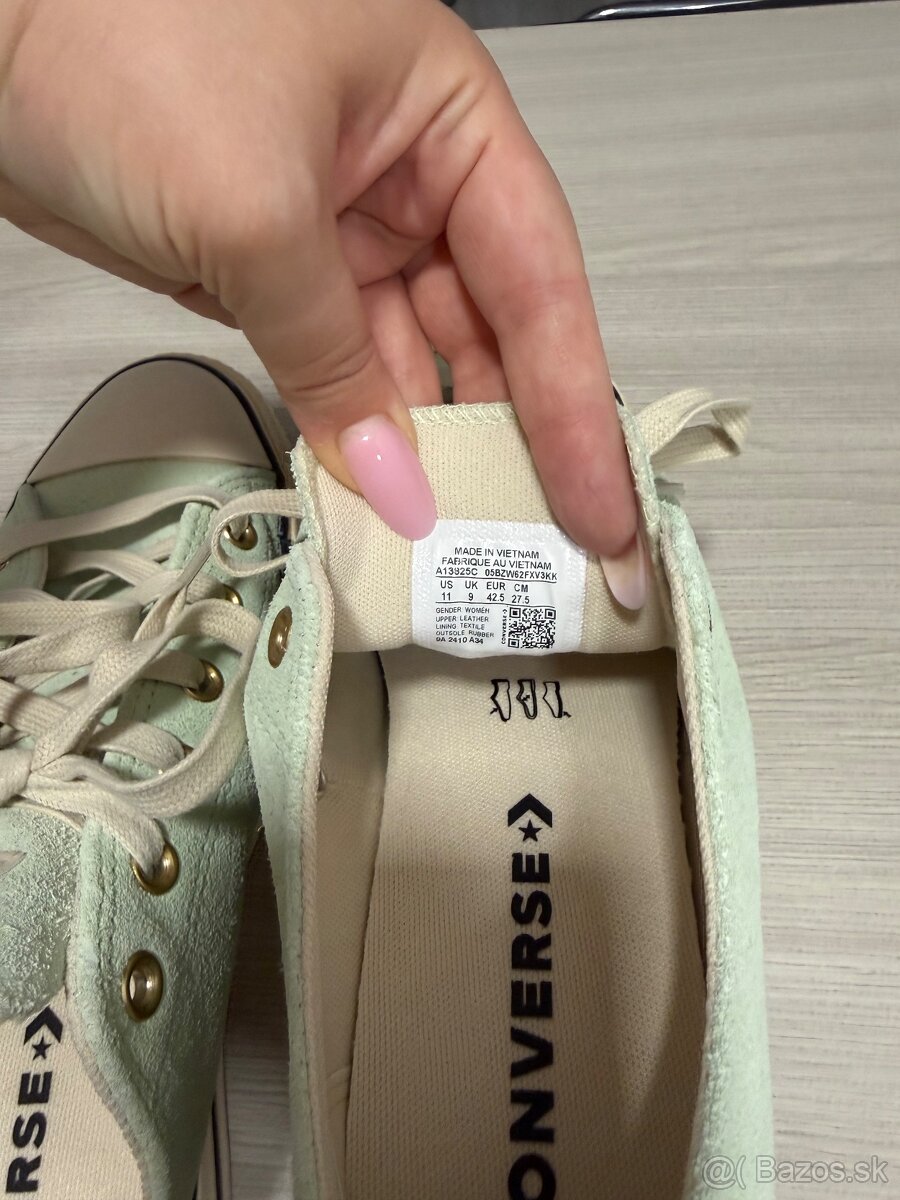 MADE IN VIETNAM
FABRIQUE AU VIETNAM
A13925C 05BZW62FXV3KK
US UK EUR CM
11 9 42.5 27.5
GENDER WOMEN
UPPER LEATHER
LINING TEXTILE
OUTSOLE RUBBER
9A 2410 A34
CONVERSE
CONVERSE
RSE
@( Bazos.sk